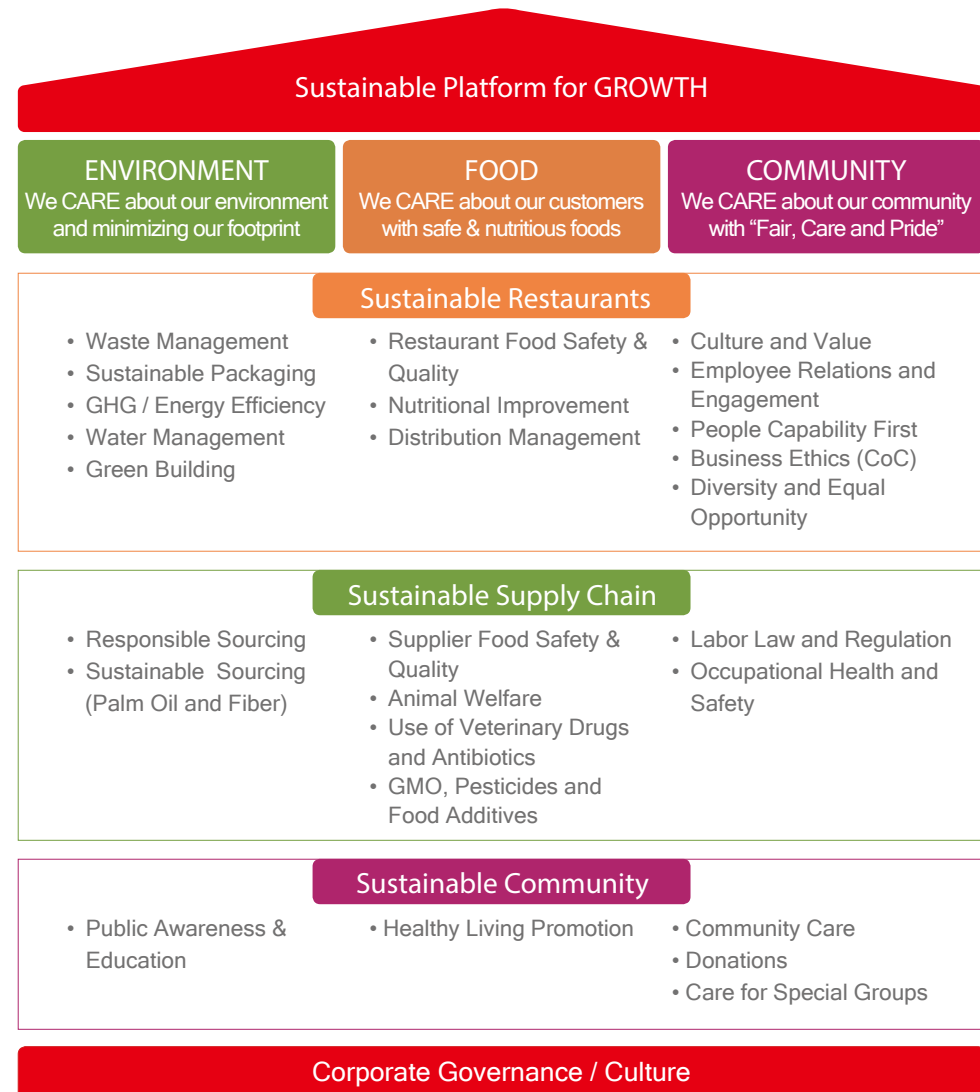 Sustainable Platform for GROWTH
ENVIRONMENT
We CARE about our environment
and minimizing our footprint
FOOD
We CARE about our customers
with safe & nutritious foods
COMMUNITY
We CARE about our community
with “Fair, Care and Pride”
Sustainable Restaurants
• Waste Management
• Sustainable Packaging
• GHG / Energy Efficiency
• Water Management
• Green Building
• Restaurant Food Safety &
Quality
• Nutritional Improvement
• Distribution Management
• Culture and Value
• Employee Relations and
Engagement
• People Capability First
• Business Ethics (CoC)
• Diversity and Equal
Opportunity
Sustainable Supply Chain
• Responsible Sourcing
• Sustainable Sourcing
(Palm Oil and Fiber)
• Supplier Food Safety &
Quality
• Animal Welfare
• Use of Veterinary Drugs
and Antibiotics
• GMO, Pesticides and
Food Additives
• Labor Law and Regulation
• Occupational Health and
Safety
Sustainable Community
• Public Awareness &
Education
• Healthy Living Promotion
• Community Care
• Donations
• Care for Special Groups
Corporate Governance / Culture